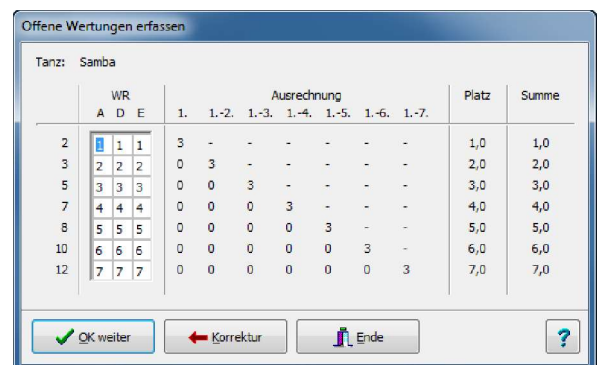 Offene Wertungen erfassen
Tanz: Samba
WR Ausrechnung Platz Summe
A D E 1. 1.-2. 1.-3. 1.-4. 1.-5. 1.-6. 1.-7.
2 1 1 1 3 - - - - - - 1,0 1,0
3 2 2 2 0 3 - - - - - 2,0 2,0
5 3 3 3 0 0 3 - - - - 3,0 3,0
7 4 4 4 0 0 0 3 - - - 4,0 4,0
8 5 5 5 0 0 0 0 3 - - 5,0 5,0
10 6 6 6 0 0 0 0 0 3 - 6,0 6,0
12 7 7 7 0 0 0 0 0 0 3 7,0 7,0
OK weiter Korrektur Ende ?